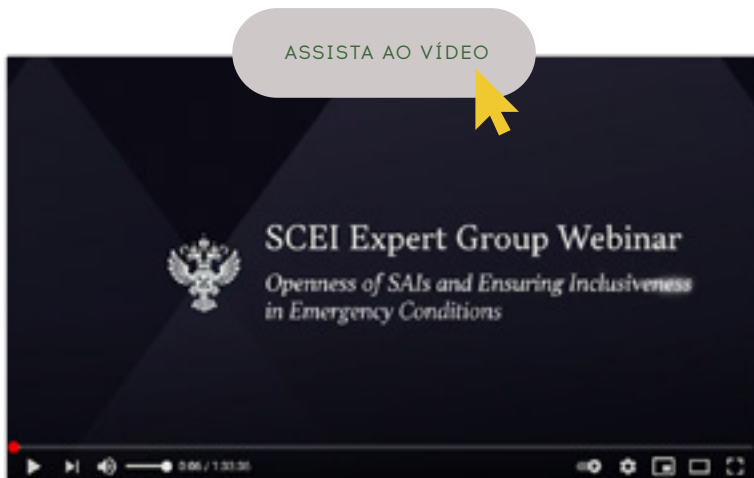 ASSISTA AO VÍDEO
SCEI Expert Group Webinar
Openness of SAIs and Ensuring Inclusiveness
in Emergency Conditions